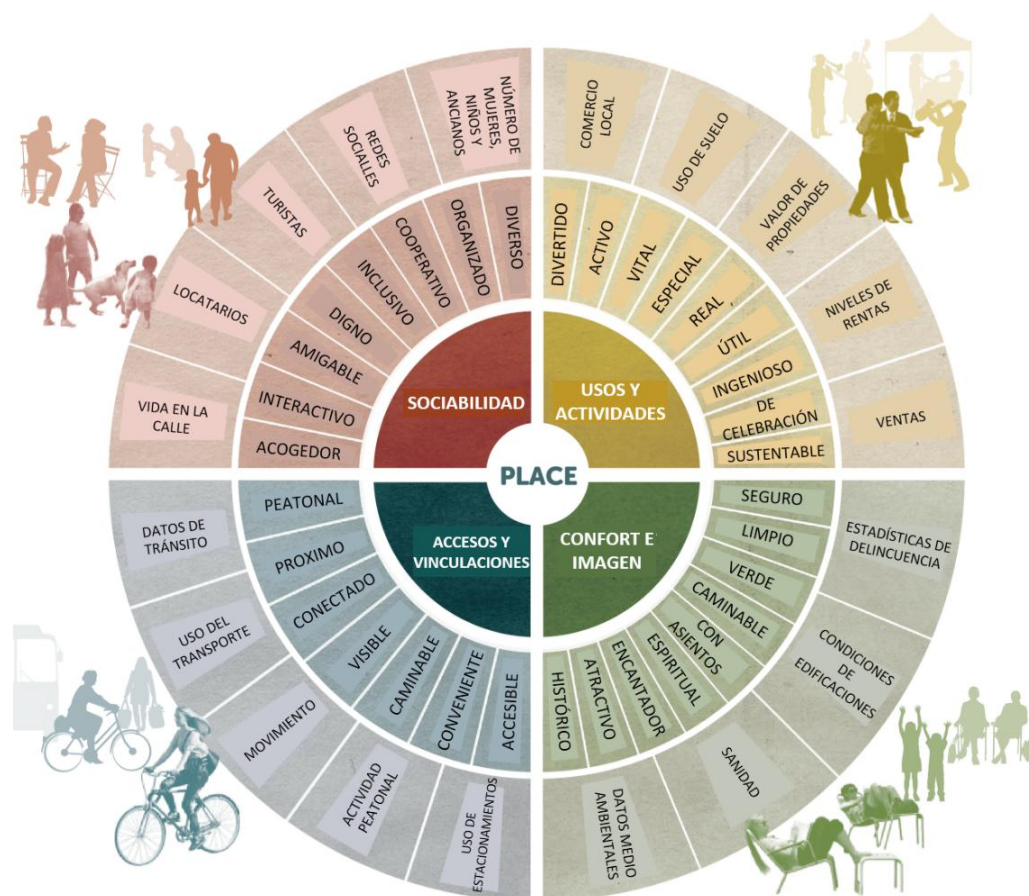 NÚMERO DE
MUJERES,
NIÑOS Y
ANCIANOS
REDES
SOCIALLES
TURISTAS
LOCATARIOS
VIDA EN LA
CALLE
DIVERSO
ORGANIZADO
COOPERATIVO
INCLUSIVO
DIGNO
AMIGABLE
INTERACTIVO
ACOGEDOR
SOCIABILIDAD
COMERCIO
LOCAL
USO DE SUELO
VALOR DE
PROPIEDADES
NIVELES DE
RENTAS
VENTAS
DIVERTIDO
ACTIVO
VITAL
ESPECIAL
REAL
ÚTIL
INGENIOSO
DE
CELEBRACIÓN
SUSTENTABLE
USOS Y
ACTIVIDADES
PLACE
ACCESOS Y
VINCULACIONES
PEATONAL
PROXIMO
CONECTADO
VISIBLE
CAMINABLE
CONVENIENTE
ACCESIBLE
DATOS DE
TRÁNSITO
USO DEL
TRANSPORTE
MOVIMIENTO
ACTIVIDAD
PEATONAL
USO DE
ESTACIONAMIENTOS
CONFORT E
IMAGEN
SEGURO
LIMPIO
VERDE
CAMINABLE
CON
ASIENTOS
ESPIRITUAL
ENCANTADOR
ATRACTIVO
HISTÓRICO
ESTADÍSTICAS DE
DELINCUENCIA
CONDICIONES
DE
EDIFICACIONES
SANIDAD
DATOS MEDIO
AMBIENTALES